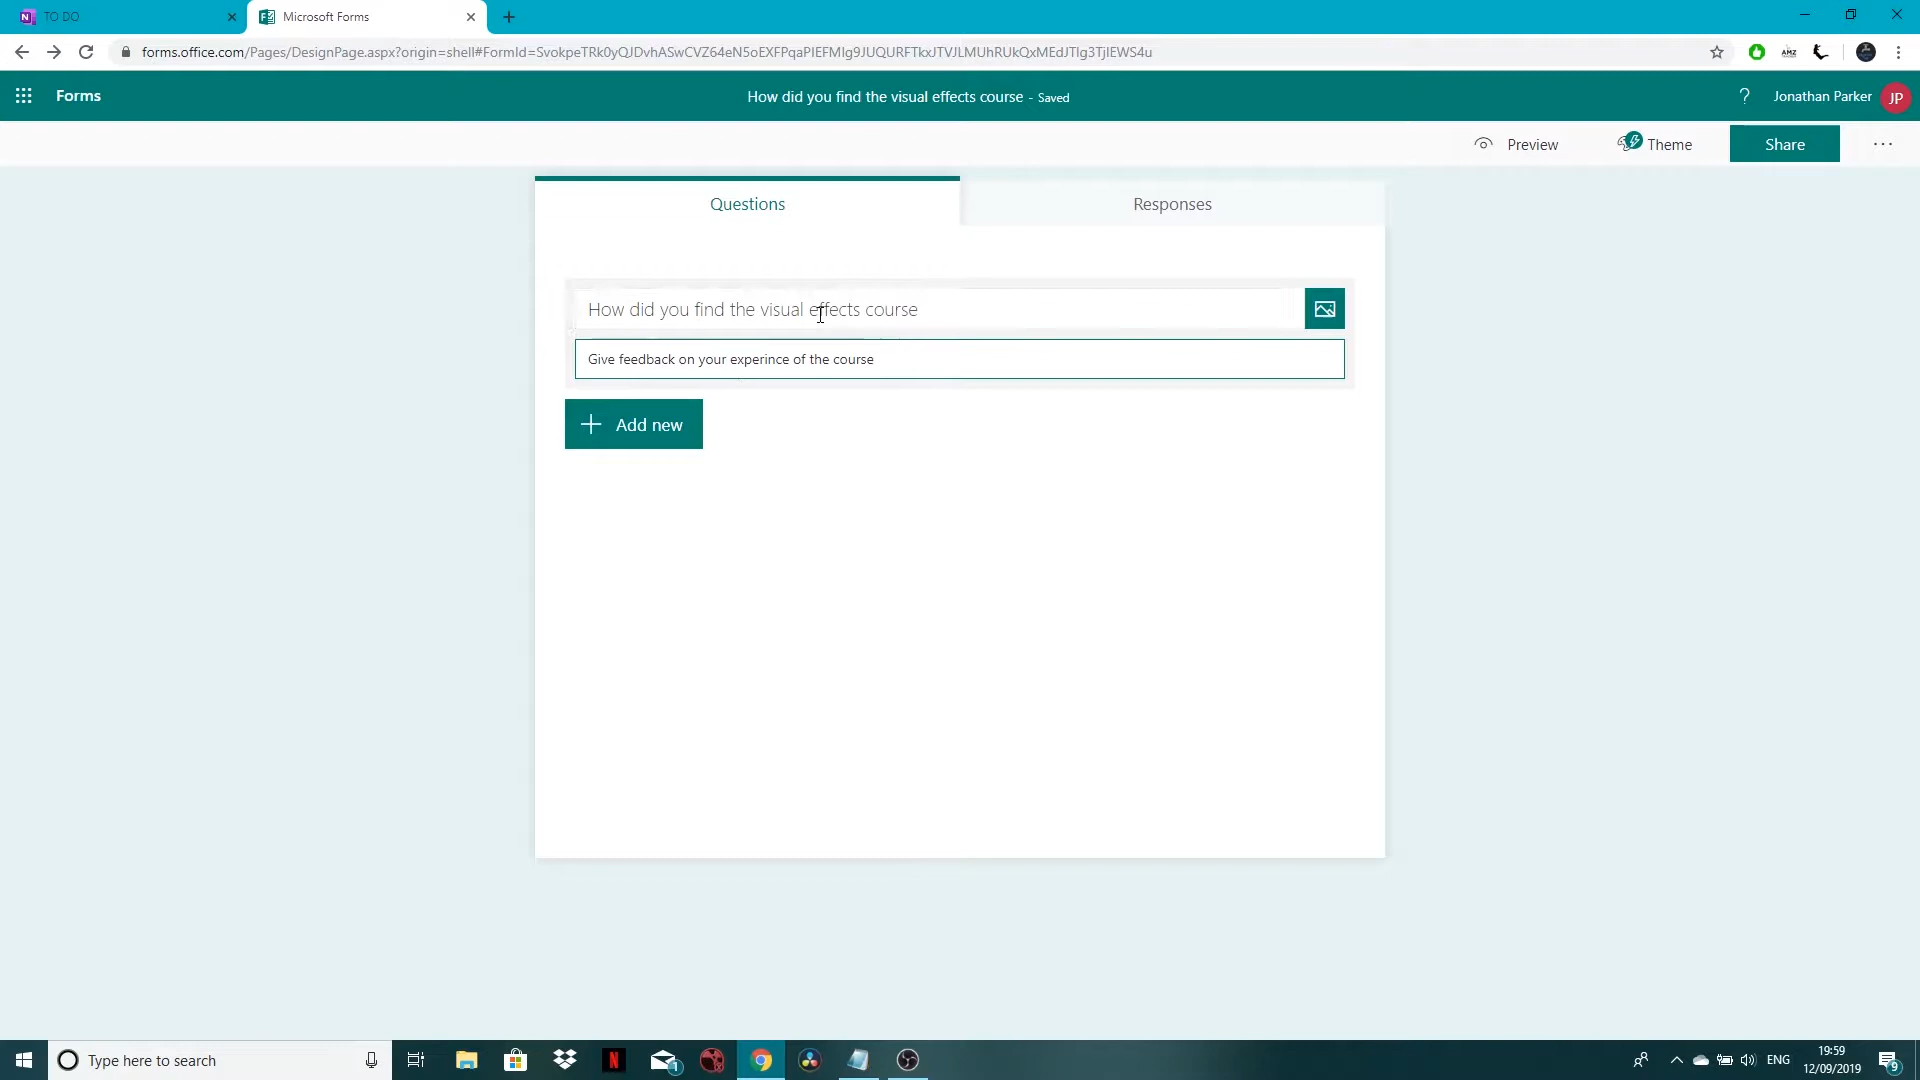 TO DO
Microsoft Forms
forms.office.com/Pages/DesignPage.aspx?origin=shell#FormId=SvokpeTRk0yQJDvhASwCVZ64eN5oEXFPqaPIEFMIg9JUQURFTkxJTVJLMUhRUkQxMEdJTlg3TjlEWS4u
AMZ
Forms
How did you find the visual effects course - Saved
? Jonathan Parker JP
Preview
Theme
Share
Questions
Responses
How did you find the visual effects course
Give feedback on your experince of the course
Add new
Type here to search
1
ENG
19:59
12/09/2019
9